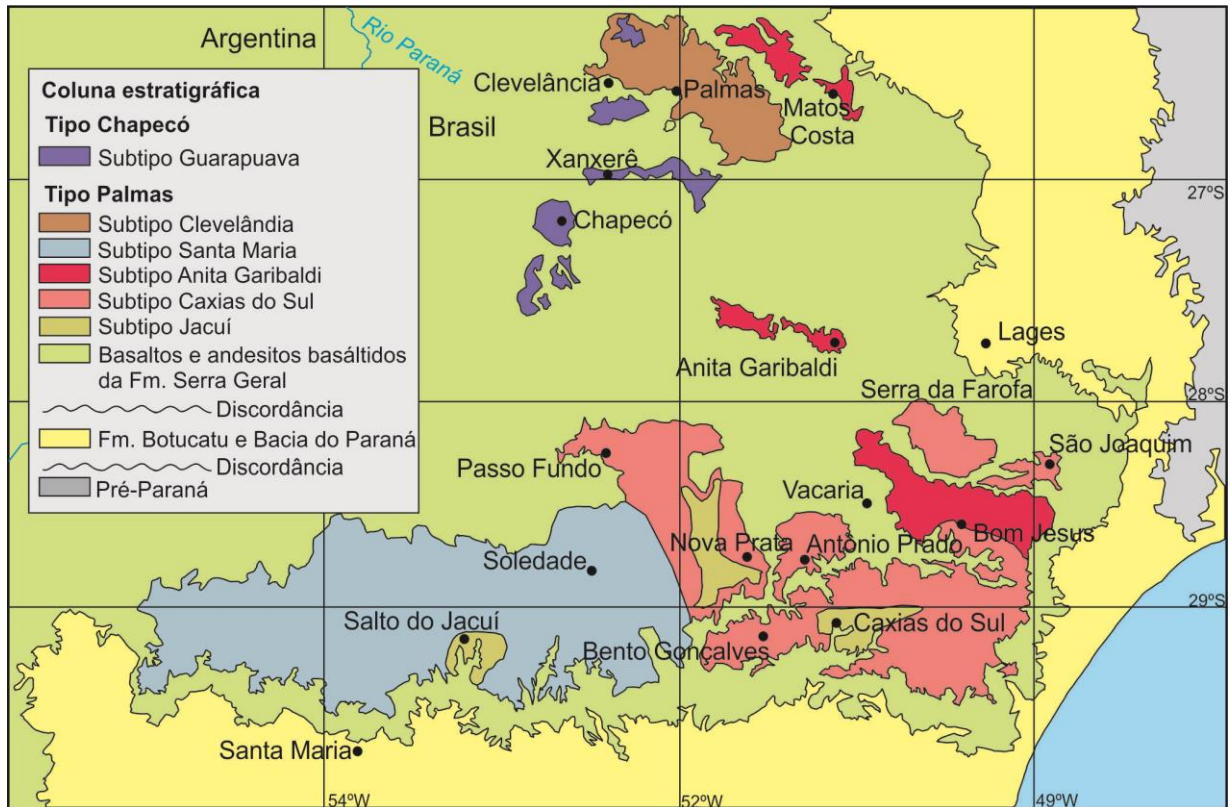 Argentina
Rio Paraná
Coluna estratigráfica
Tipo Chapecó
Subtipo Guarapuava
Tipo Palmas
Subtipo Clevelândia
Subtipo Santa Maria
Subtipo Anita Garibaldi
Subtipo Caxias do Sul
Subtipo Jacuí
Basaltos e andesitos basáltidos
da Fm. Serra Geral
Discordância
Fm. Botucatu e Bacia do Paraná
Discordância
Pré-Paraná
Clevelância
Palmas
Matos
Costa
Brasil
Xanxerê
27ºS
Chapecó
Lages
Anita Garibaldi
Serra da Farofa
28ºS
São Joaquim
Passo Fundo
Vacaria
Bom Jesus
Nova Prata
Antônio Prado
Soledade
29ºS
Salto do Jacuí
Caxias do Sul
Bento Gonçalves
Santa Maria
54ºW
52ºW
49ºW